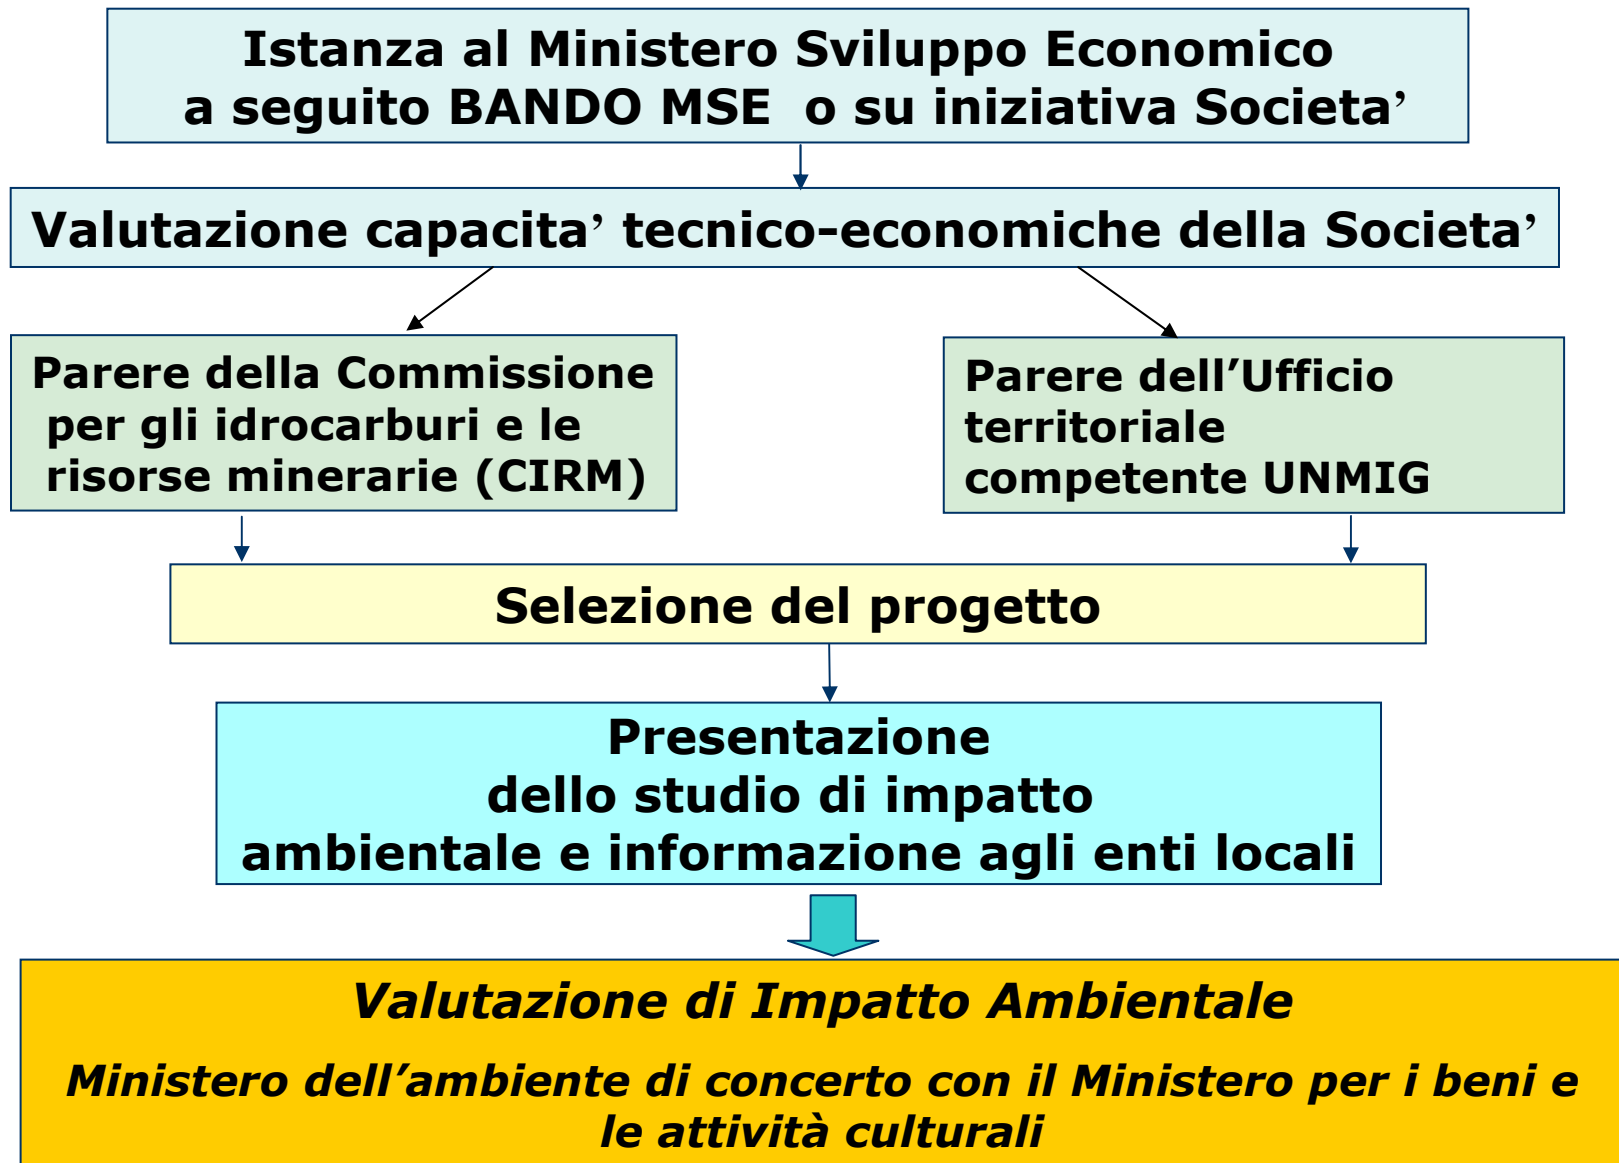 Istanza al Ministero Sviluppo Economico
a seguito BANDO MSE o su iniziativa Societa’
Valutazione capacita’ tecnico-economiche della Societa’
Parere della Commissione
per gli idrocarburi e le
risorse minerarie (CIRM)
Parere dell’Ufficio
territoriale
competente UNMIG
Selezione del progetto
Presentazione
dello studio di impatto
ambientale e informazione agli enti locali
Valutazione di Impatto Ambientale
Ministero dell’ambiente di concerto con il Ministero per i beni e
le attività culturali